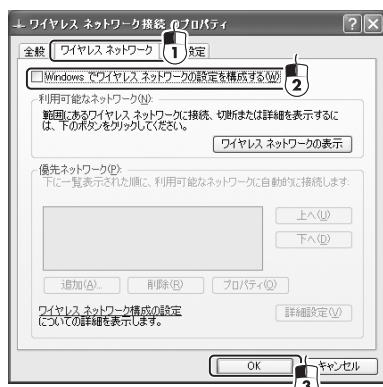 ワイヤレス ネットワーク接続 のプロパティ
全般 ワイヤレス ネットワーク 設定
1
Windows でワイヤレス ネットワークの設定を構成する(W)
2
利用可能なネットワーク(N):
範囲にあるワイヤレス ネットワークに接続、切断または詳細を表示するに
は、下のボタンをクリックしてください。
ワイヤレス ネットワークの表示
優先ネットワーク(P):
下に一覧表示された順に、利用可能なネットワークに自動的に接続します:
上へ(U)
下へ(D)
追加(A)... 削除(R) プロパティ(O)
ワイヤレス ネットワーク構成の設定
についての詳細を表示します。
詳細設定(V)
OK キャンセル
3